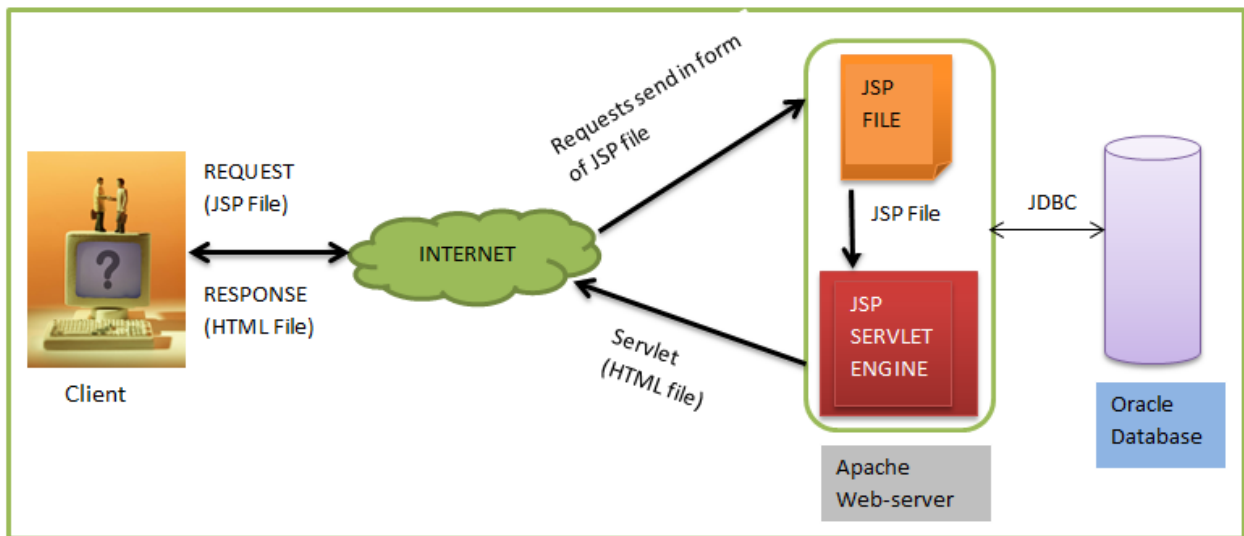 REQUEST
(JSP File)
RESPONSE
(HTML File)
Client
INTERNET
Requests send in form
of JSP file
Servlet
(HTML file)
JSP
FILE
JSP File
JSP
SERVLET
ENGINE
Apache
Web-server
JDBC
Oracle
Database
?